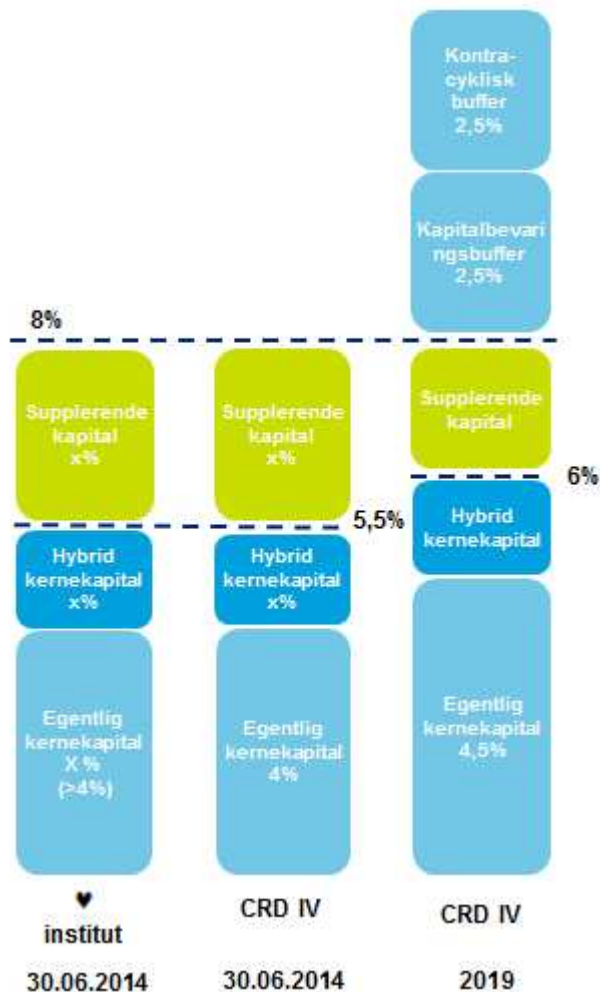 Kontra-
cyklisk
buffer
2,5%
Kapitalbevari
ngsbuffer
2,5%
8%
Supplerende
kapital
x%
Supplerende
kapital
x%
Supplerende
kapital
6%
5,5%
Hybrid
kernekapital
x%
Hybrid
kernekapital
x%
Hybrid
kernekapital
Egentlig
kernekapital
X %
(>4%)
Egentlig
kernekapital
4%
Egentlig
kernekapital
4,5%
♥
institut
30.06.2014
CRD IV
30.06.2014
CRD IV
2019